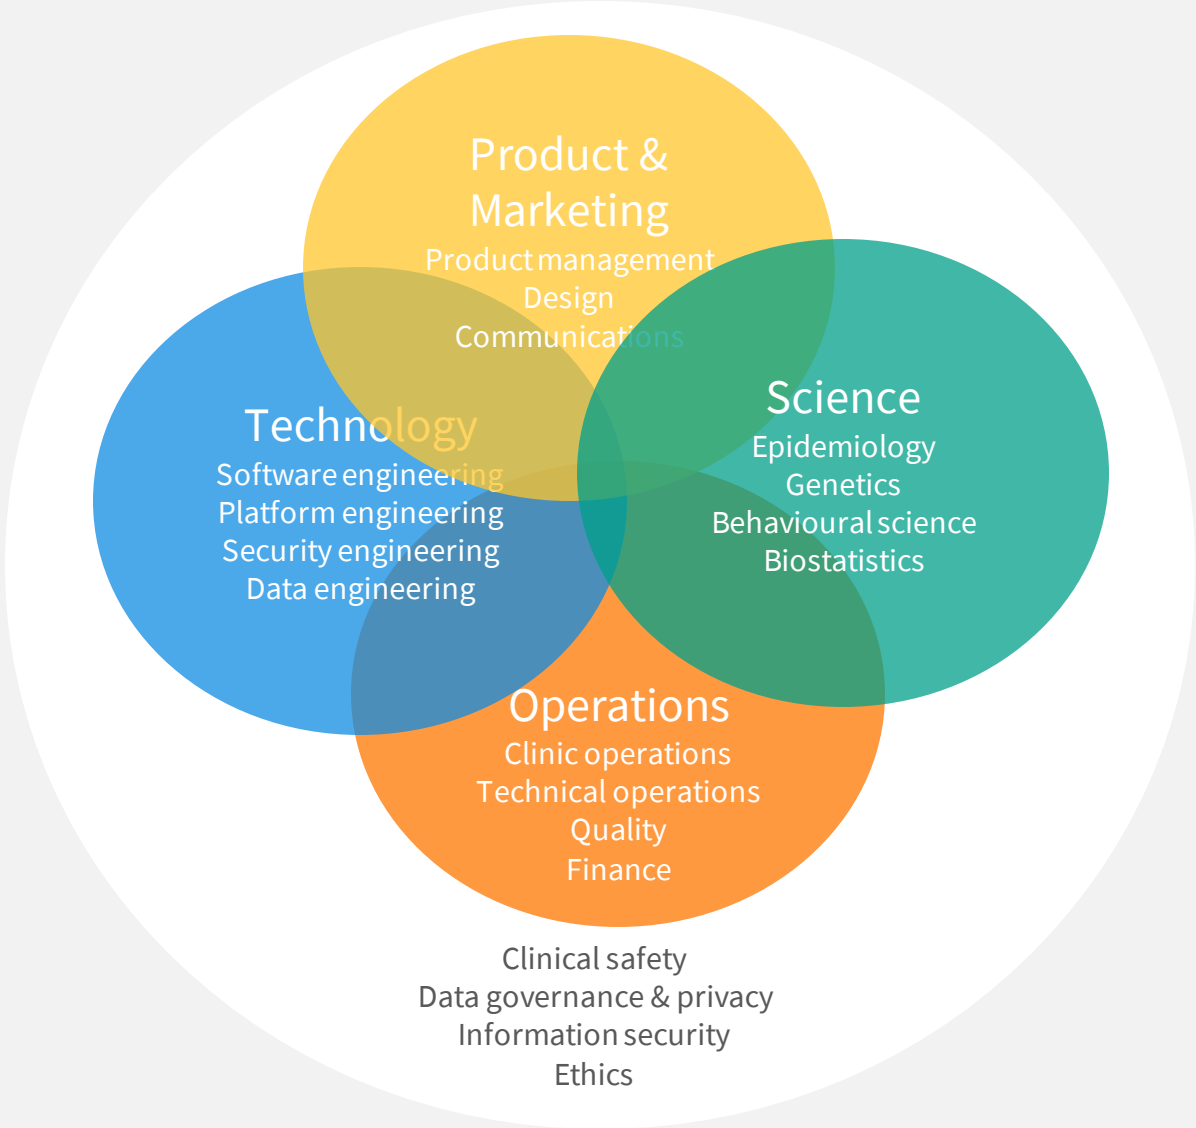 Product &
Marketing
Product management
Design
Communications
Technology
Software engineering
Platform engineering
Security engineering
Data engineering
Science
Epidemiology
Genetics
Behavioural science
Biostatistics
Operations
Clinic operations
Technical operations
Quality
Finance
Clinical safety
Data governance & privacy
Information security
Ethics